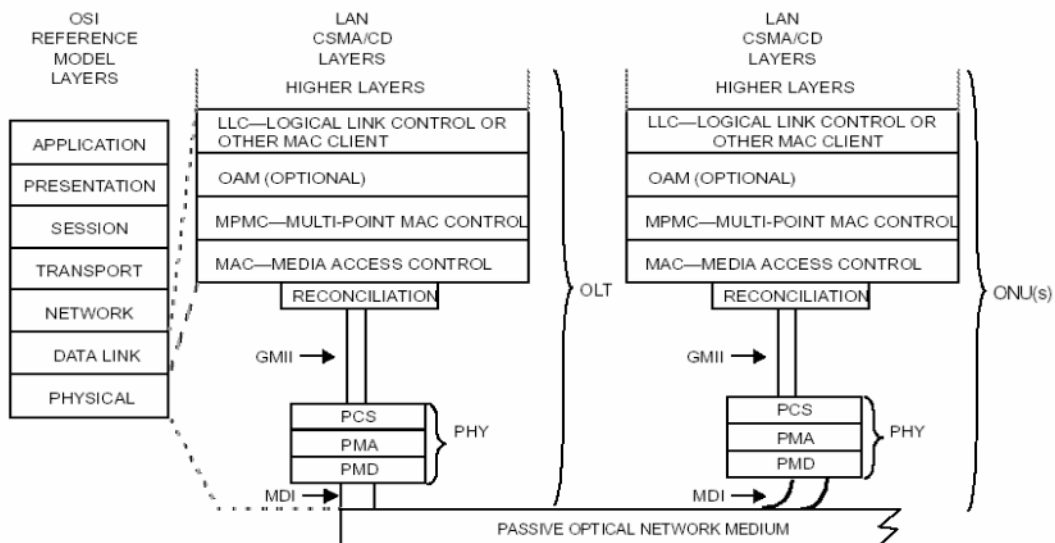 OSI
REFERENCE
MODEL
LAYERS
APPLICATION
PRESENTATION
SESSION
TRANSPORT
NETWORK
DATA LINK
PHYSICAL
LAN
CSMA/CD
LAYERS
HIGHER LAYERS
LLC—LOGICAL LINK CONTROL OR
OTHER MAC CLIENT
OAM (OPTIONAL)
MPMC—MULTI-POINT MAC CONTROL
MAC—MEDIA ACCESS CONTROL
RECONCILIATION
GMII
PCS
PMA
PMD
PHY
MDI
OLT
LAN
CSMA/CD
LAYERS
HIGHER LAYERS
LLC—LOGICAL LINK CONTROL OR
OTHER MAC CLIENT
OAM (OPTIONAL)
MPMC—MULTI-POINT MAC CONTROL
MAC—MEDIA ACCESS CONTROL
RECONCILIATION
GMII
PCS
PMA
PMD
PHY
MDI
ONU(s)
PASSIVE OPTICAL NETWORK MEDIUM